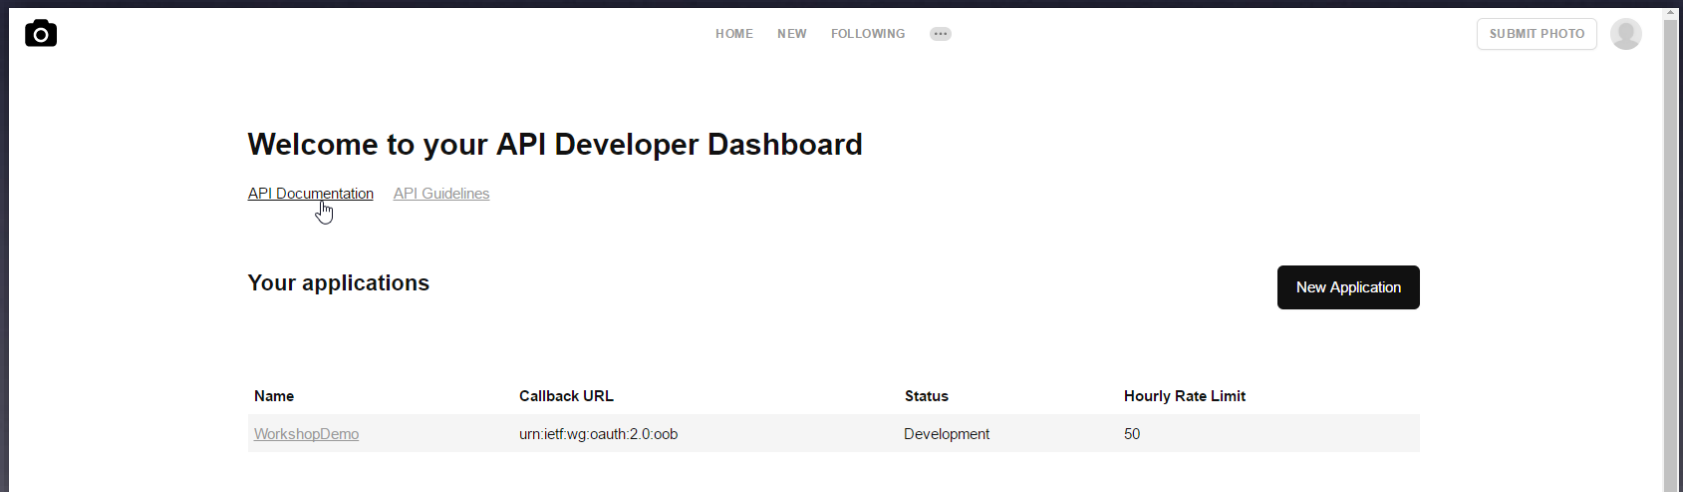 HOME NEW FOLLOWING SUBMIT PHOTO
Welcome to your API Developer Dashboard
API Documentation API Guidelines
Your applications New Application
Name Callback URL Status Hourly Rate Limit
WorkshopDemo urn:ietf:wg:oauth:2.0:oob Development 50